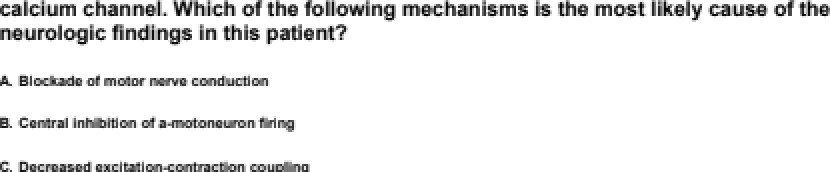 calcium channel. Which of the following mechanisms is the most likely cause of the
neurologic findings in this patient?
A. Blockade of motor nerve conduction
B. Central inhibition of a-motoneuron firing
C. Decreased excitation-contraction coupling